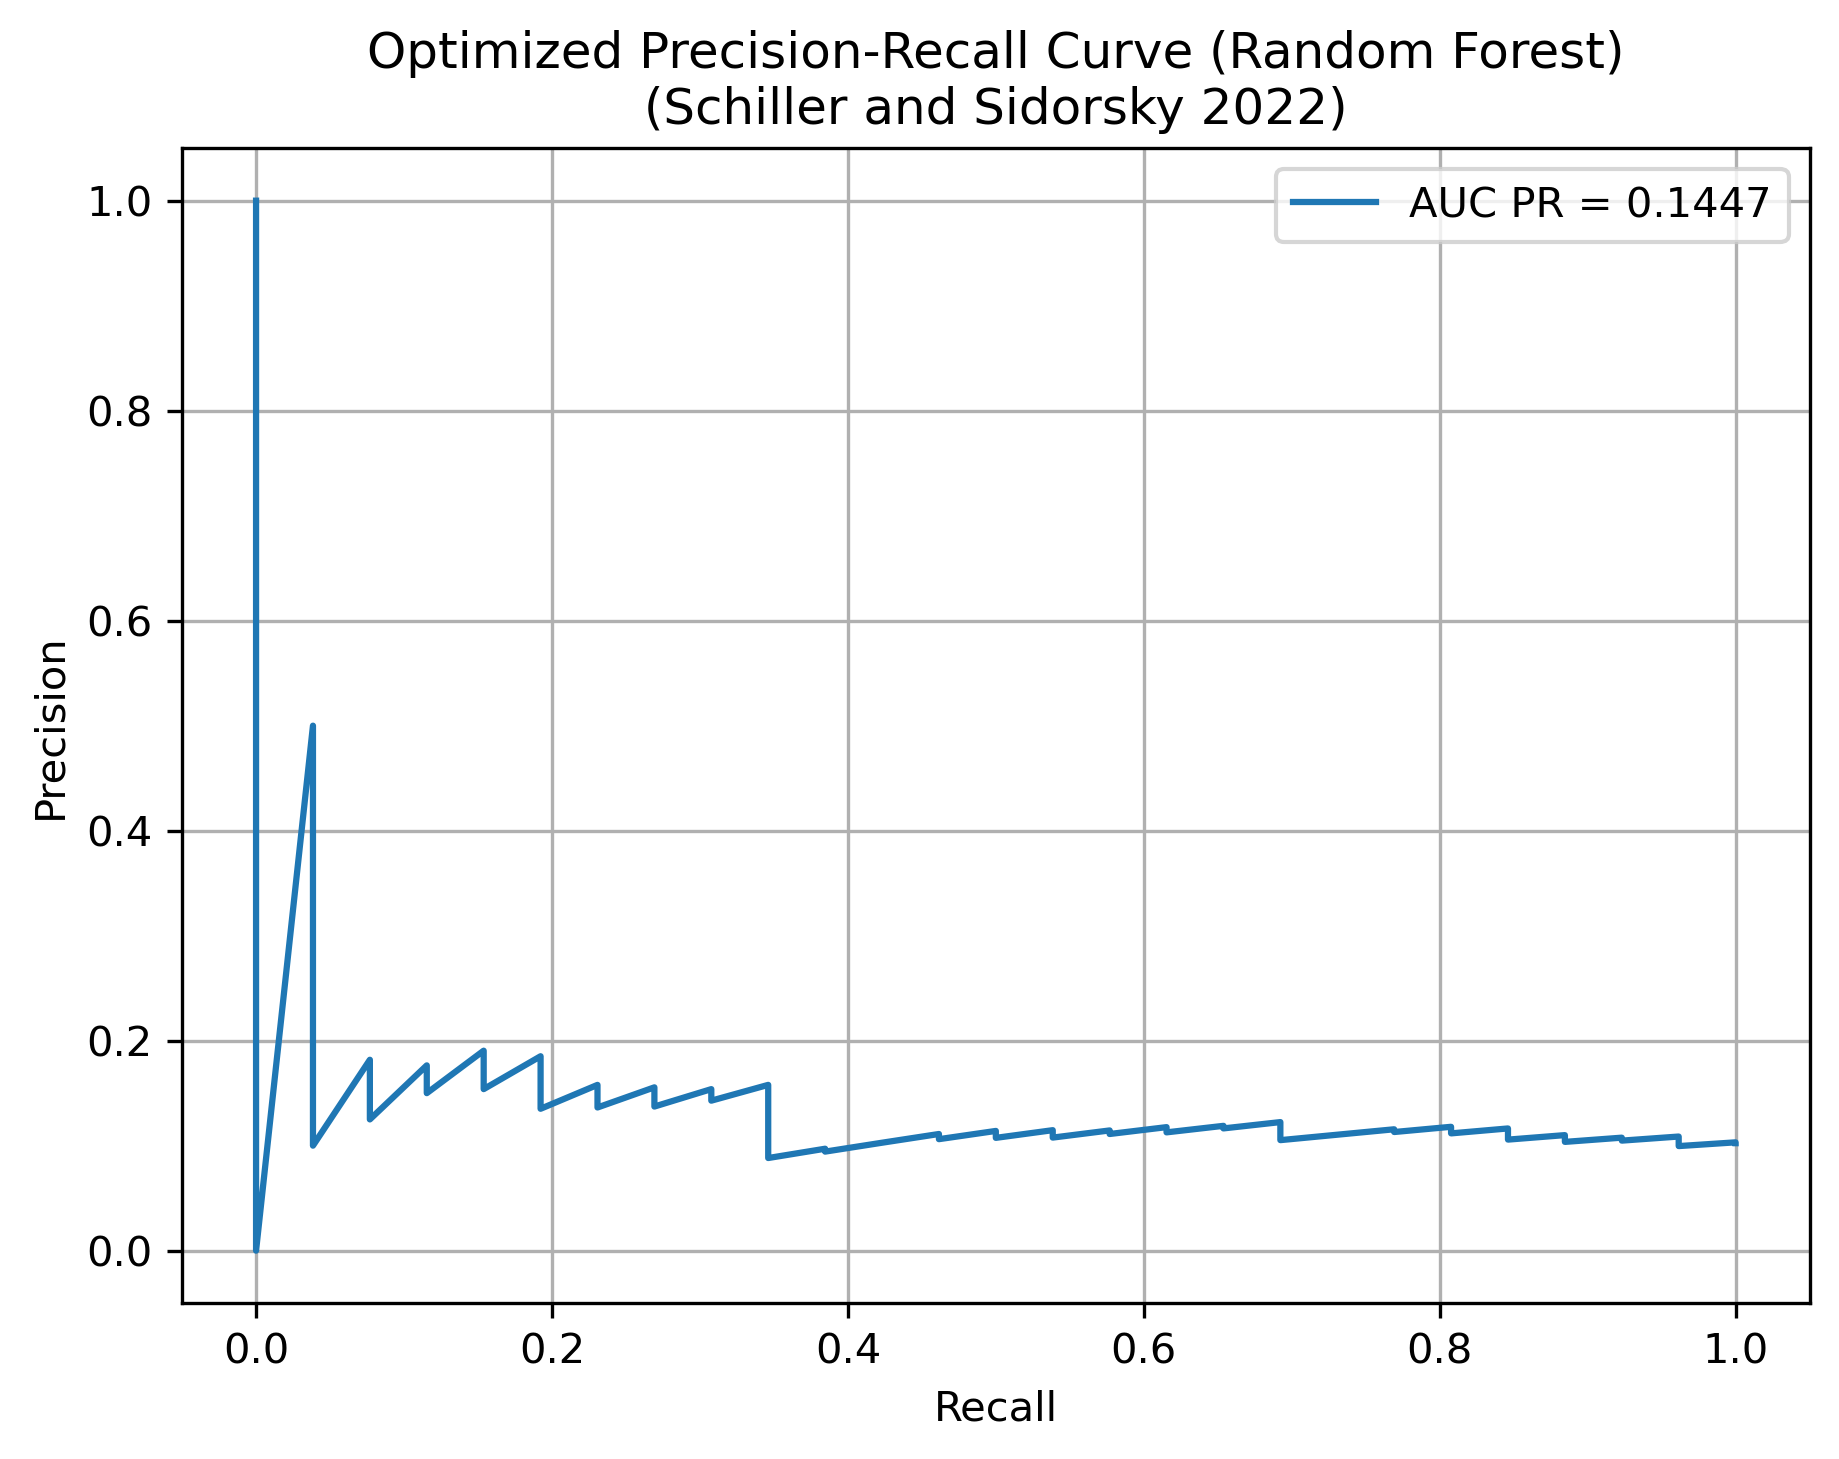 Optimized Precision-Recall Curve (Random Forest)
(Schiller and Sidorsky 2022)
AUC PR = 0.1447
1.0
0.8
0.6
0.4
0.2
0.0
Precision
0.0 0.2 0.4 0.6 0.8 1.0
Recall